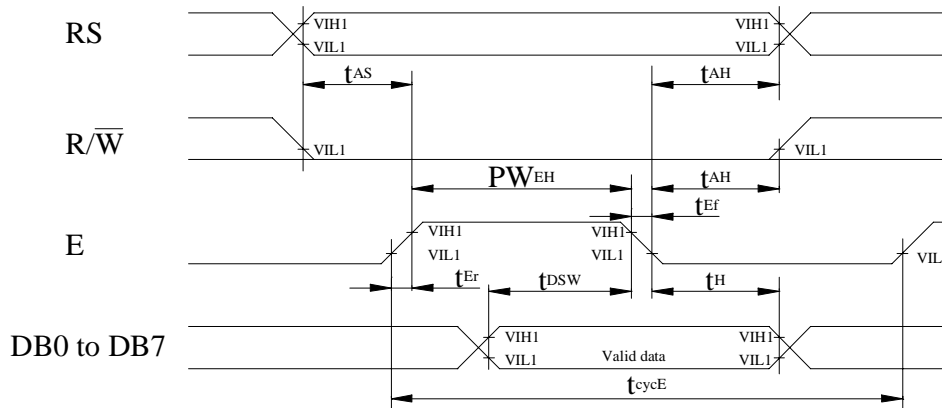 RS
VIH1
VIL1
VIH1
VIL1
tAS
tAH
R/W̅
VIL1
VIL1
PWEH
tAH
tEf
E
VIH1
VIL1
VIH1
VIL1
VIL
tEr
tDSW
tH
DB0 to DB7
VIH1
VIL1
Valid data
VIH1
VIL1
tcycE